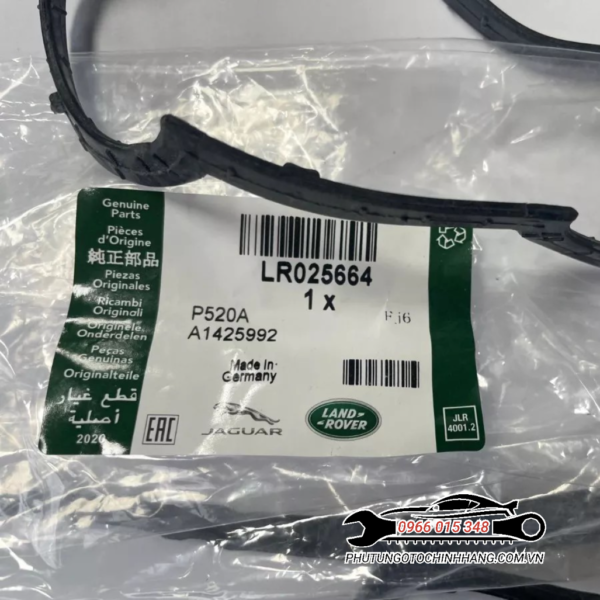 Genuine
Parts
Pièces
d'Origine
純正部品
Piezas
Originales
Ricambi
Originali
Originele
Onderdelen
Peças
Genuinas
Originalteile
قطع غيار
أصلية
2020
LR025664
1 x
P520A
F_i6
A1425992
Made in
Germany
EAC
JAGUAR
LAND-
-ROVER
JLR
4001.2
0966 015 348
PHUTUNGOTOCHINHHANG.COM.VN